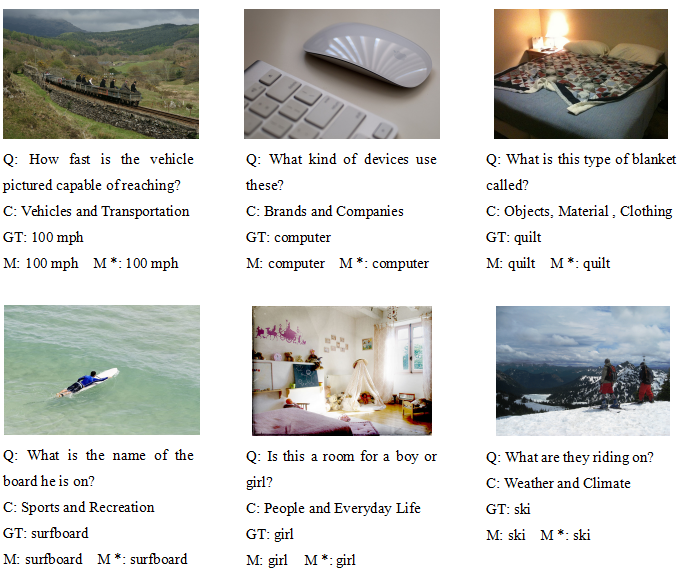 Q: How fast is the vehicle
pictured capable of reaching?
C: Vehicles and Transportation
GT: 100 mph
M: 100 mph M *: 100 mph
Q: What kind of devices use
these?
C: Brands and Companies
GT: computer
M: computer M *: computer
Q: What is this type of blanket
called?
C: Objects, Material , Clothing
GT: quilt
M: quilt M *: quilt
Q: What is the name of the
board he is on?
C: Sports and Recreation
GT: surfboard
M: surfboard M *: surfboard
Q: Is this a room for a boy or
girl?
C: People and Everyday Life
GT: girl
M: girl M *: girl
Q: What are they riding on?
C: Weather and Climate
GT: ski
M: ski M *: ski